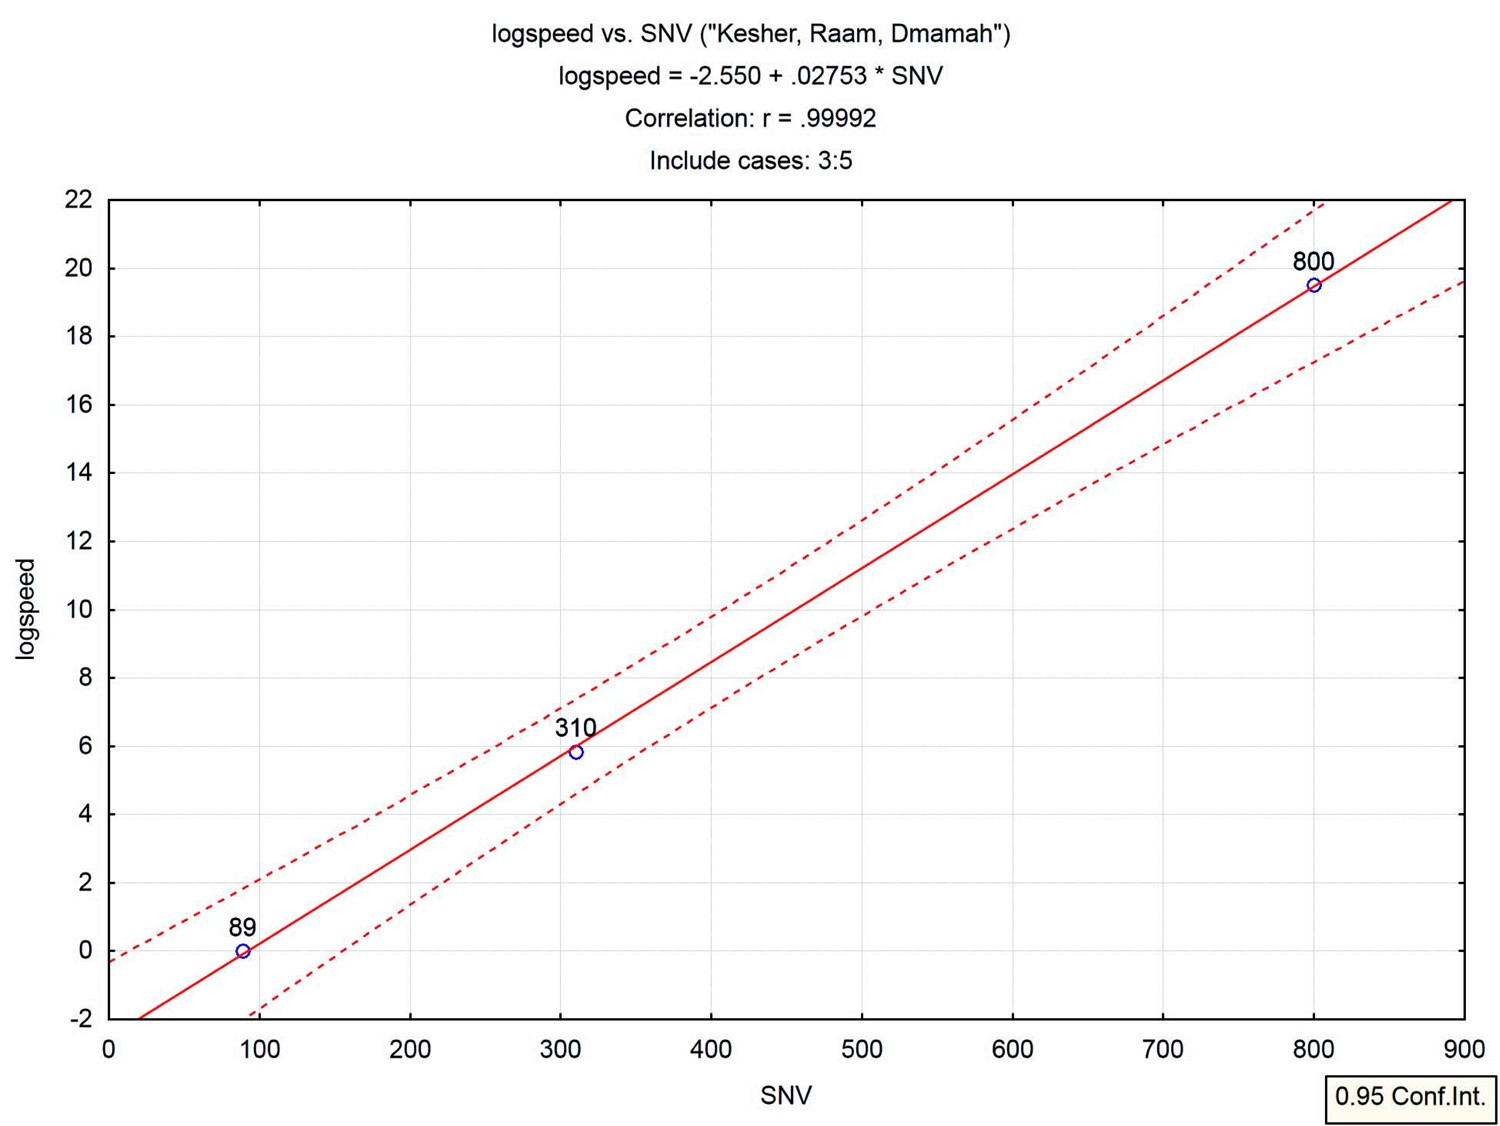 logspeed vs. SNV ("Kesher, Raam, Dmamah")
logspeed = -2.550 + .02753 * SNV
Correlation: r = .99992
Include cases: 3:5
22
20
18
16
14
12
10
8
6
4
2
0
-2
logspeed
800
310
89
0 100 200 300 400 500 600 700 800 900
SNV
0.95 Conf.Int.